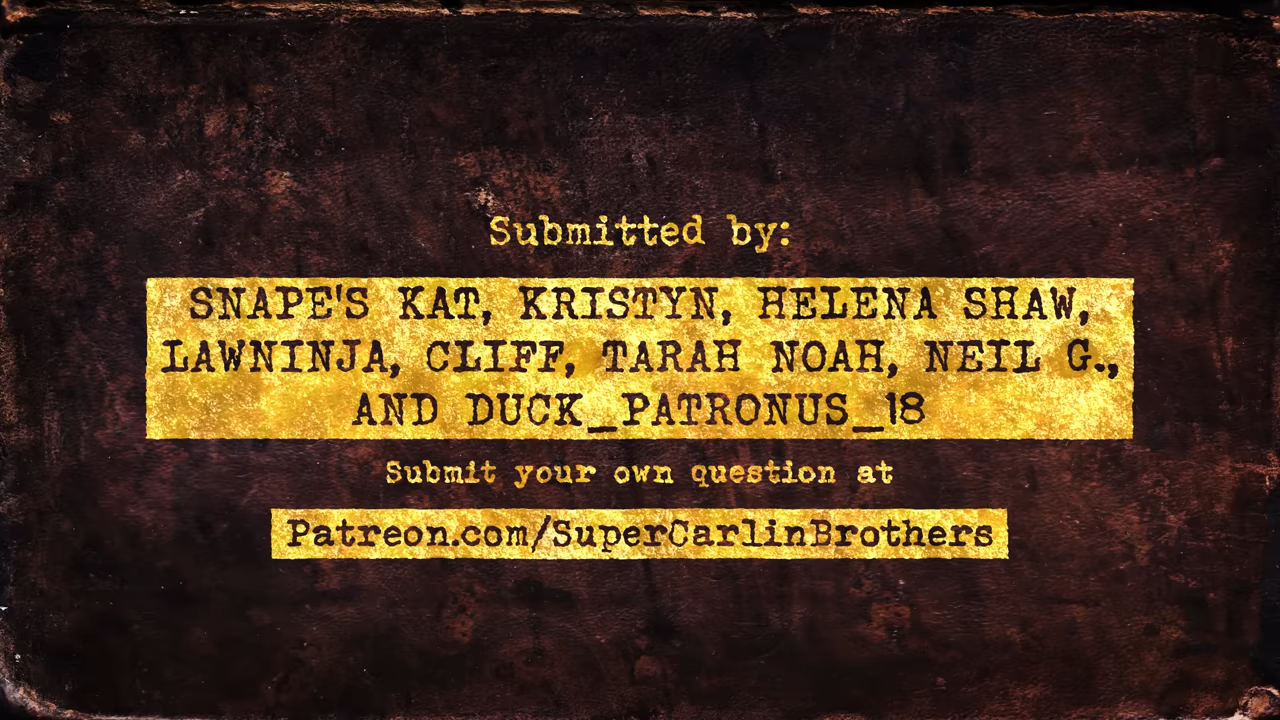 Submitted by:
SNAPE'S KAT, KRISTYN, HELENA SHAW,
LAWNINJA, CLIFF, TARAH NOAH, NEIL G.,
AND DUCK_PATRONUS_18
Submit your own question at
Patreon.com/SuperCarlinBrothers